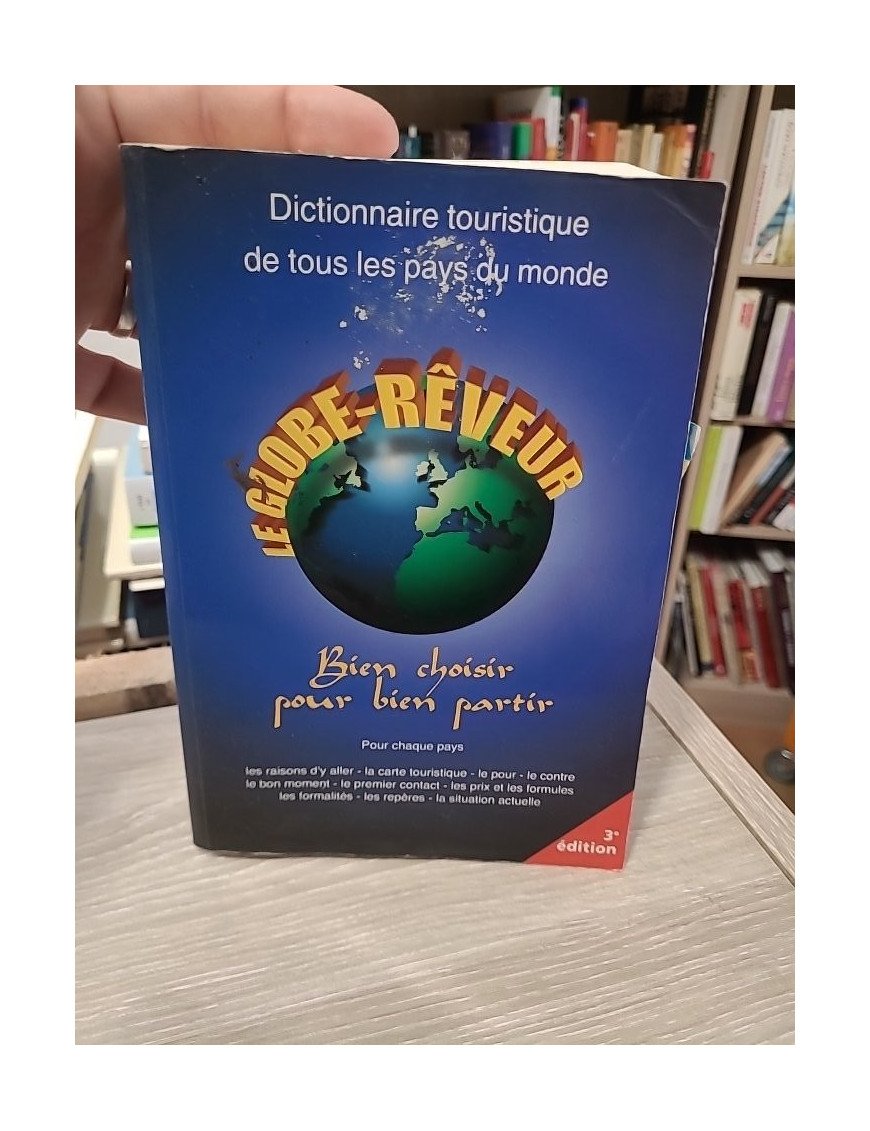 Dictionnaire touristique
de tous les pays du monde
LE GLOBE-RÊVEUR
Bien choisir
pour bien partir
Pour chaque pays
les raisons d'y aller - la carte touristique - le pour - le contre
le bon moment - le premier contact - les prix et les formules
les formalités - les repères - la situation actuelle
3e
édition